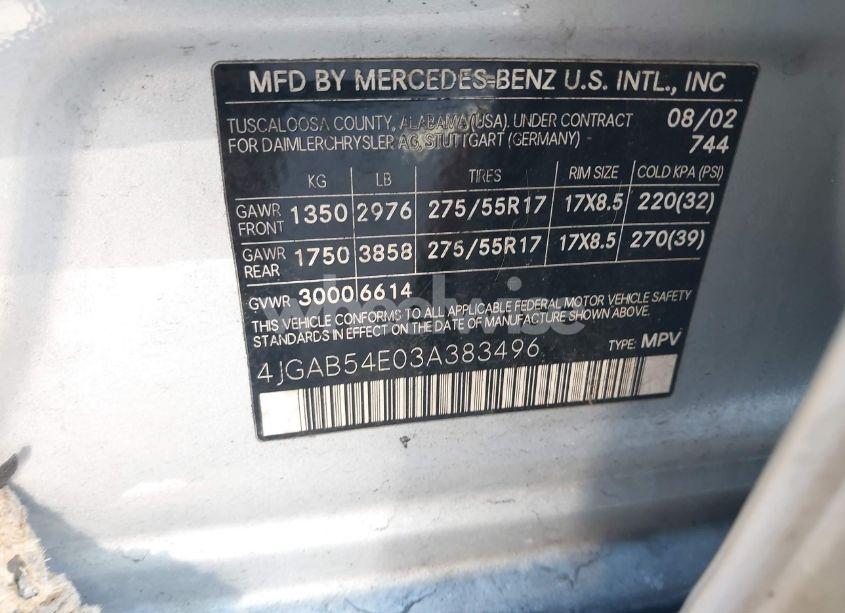 MFD BY MERCEDES-BENZ U.S. INTL., INC
TUSCALOOSA COUNTY, ALABAMA (USA). UNDER CONTRACT 08/02
FOR DAIMLERCHRYSLER AG, STUTTGART (GERMANY) 744
KG LB TIRES RIM SIZE COLD KPA (PSI)
GAWR FRONT 1350 2976 275/55R17 17X8.5 220(32)
GAWR REAR 1750 3858 275/55R17 17X8.5 270(39)
GVWR 3000 6614
THIS VEHICLE CONFORMS TO ALL APPLICABLE FEDERAL MOTOR VEHICLE SAFETY
STANDARDS IN EFFECT ON THE DATE OF MANUFACTURE SHOWN ABOVE.
4JGAB54E03A383496 TYPE: MPV
wheelwise